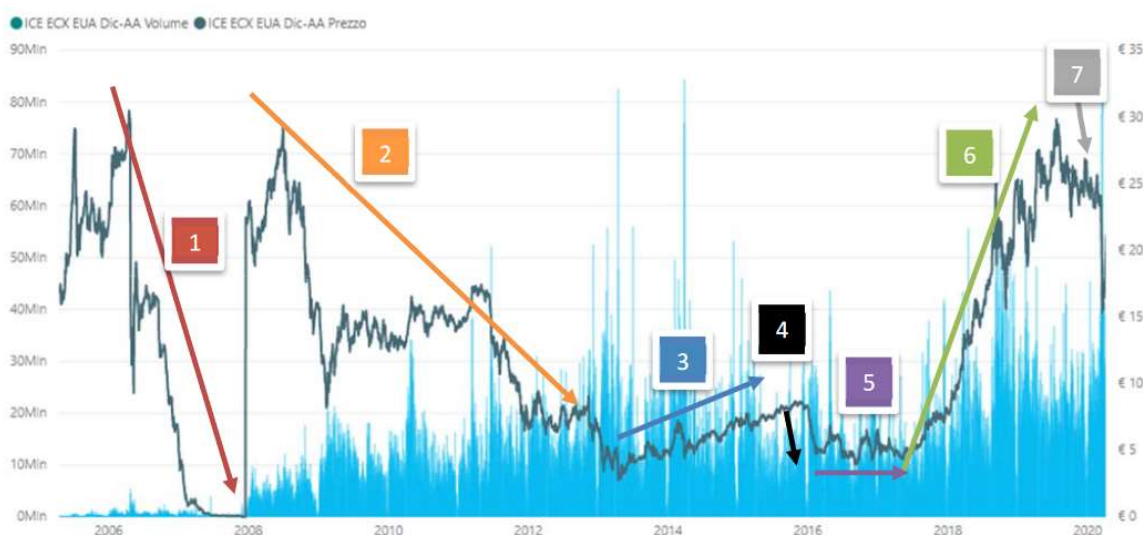 ICE ECX EUA Dic-AA Volume ICE ECX EUA Dic-AA Prezzo
90Mln € 35
80Mln € 30
70Mln € 25
60Mln € 20
50Mln € 15
40Mln € 10
30Mln € 5
20Mln € 0
10Mln
0Mln
1
2
3
4
5
6
7
2006 2008 2010 2012 2014 2016 2018 2020